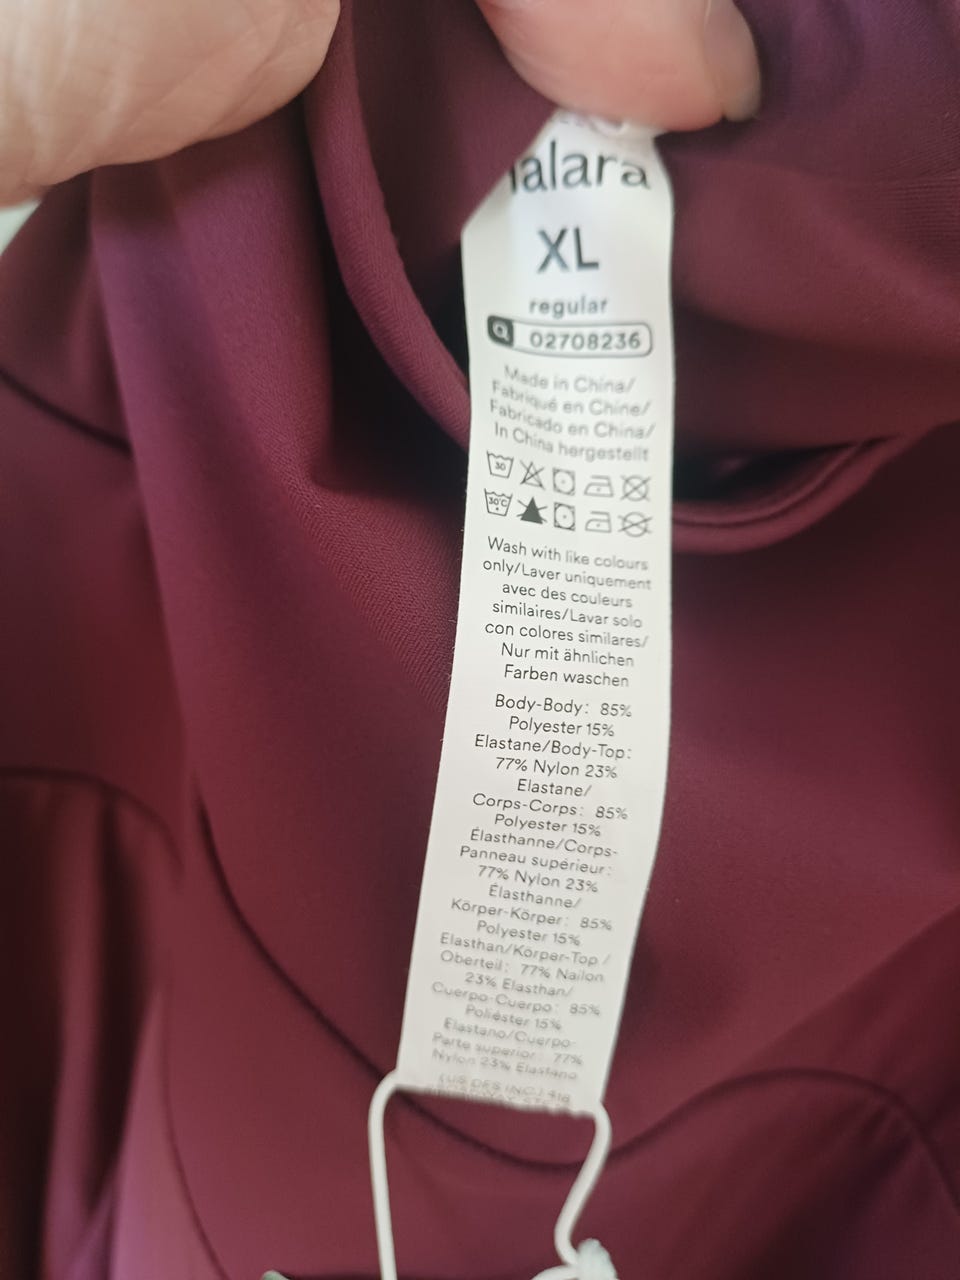 alara
XL
regular
02708236
Made in China/
Fabriqué en Chine/
Fabricado en China/
In China hergestellt
30
30°C
Wash with like colours
only/Laver uniquement
avec des couleurs
similaires/Lavar solo
con colores similares/
Nur mit ähnlichen
Farben waschen
Body-Body: 85%
Polyester 15%
Elastane/Body-Top:
77% Nylon 23%
Elastane/
Corps-Corps: 85%
Polyester 15%
Élasthanne/Corps-
Panneau supérieur:
77% Nylon 23%
Élasthanne/
Körper-Körper: 85%
Polyester 15%
Elasthan/Körper-Top /
Oberteil: 77% Nailon
23% Elasthan/
Cuerpo-Cuerpo: 85%
Poliéster 15%
Elastano/Cuerpo-
Parte superior: 77%
Nylon 23% Elastano